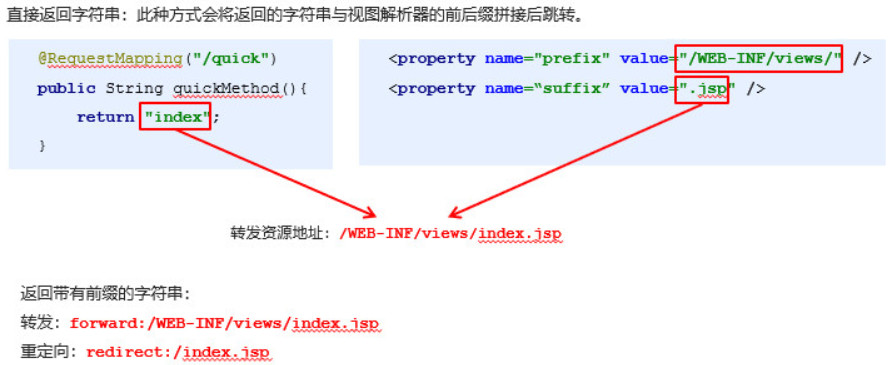 直接返回字符串：此种方式会将返回的字符串与视图解析器的前后缀拼接后跳转。
@RequestMapping("/quick")
public String quickMethod(){
return "index";
}
<property name="prefix" value="/WEB-INF/views/" />
<property name="suffix" value=".jsp" />
转发资源地址：/WEB-INF/views/index.jsp
返回带有前缀的字符串：
转发：forward:/WEB-INF/views/index.jsp
重定向：redirect:/index.jsp